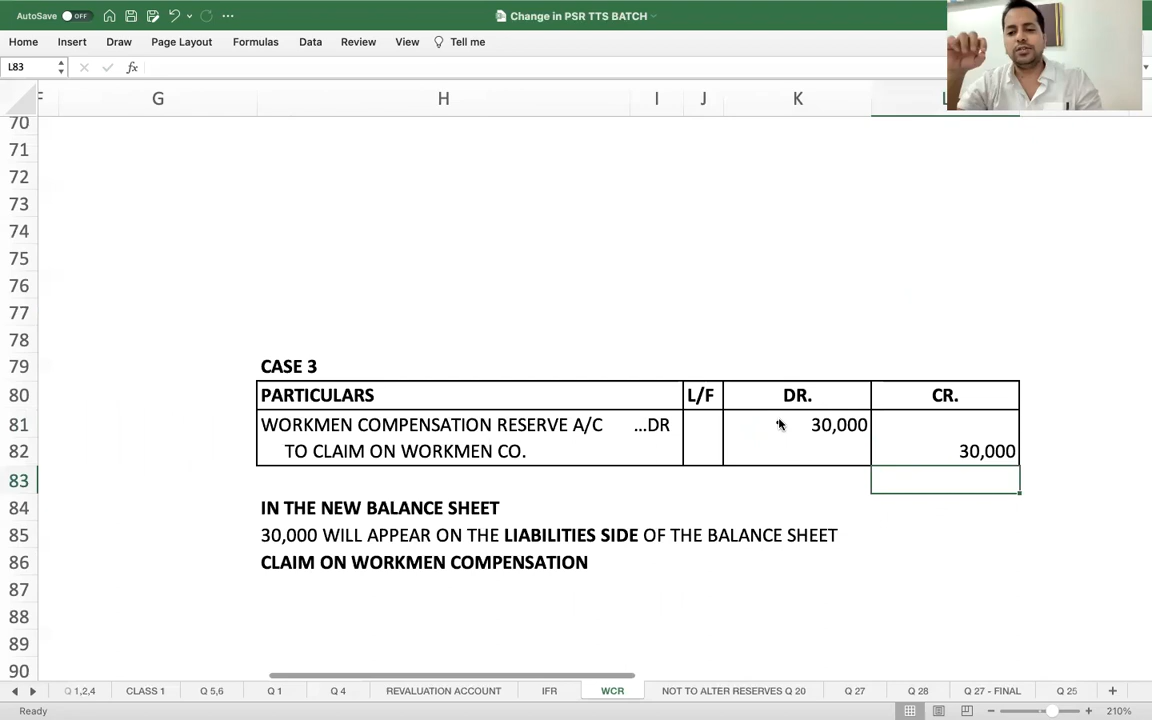 AutoSave OFF ... Change in PSR TTS BATCH
Home Insert Draw Page Layout Formulas Data Review View Tell me
L83 fx
F G H I J K L
70
71
72
73
74
75
76
77
78
79 CASE 3
80 PARTICULARS L/F DR. CR.
81 WORKMEN COMPENSATION RESERVE A/C ...DR 30,000
82 TO CLAIM ON WORKMEN CO. 30,000
83
84 IN THE NEW BALANCE SHEET
85 30,000 WILL APPEAR ON THE LIABILITIES SIDE OF THE BALANCE SHEET
86 CLAIM ON WORKMEN COMPENSATION
87
88
89
90
Q 1,2,4 CLASS 1 Q 5,6 Q 1 Q 4 REVALUATION ACCOUNT IFR WCR NOT TO ALTER RESERVES Q 20 Q 27 Q 28 Q 27 - FINAL Q 25 +
Ready - + 210%